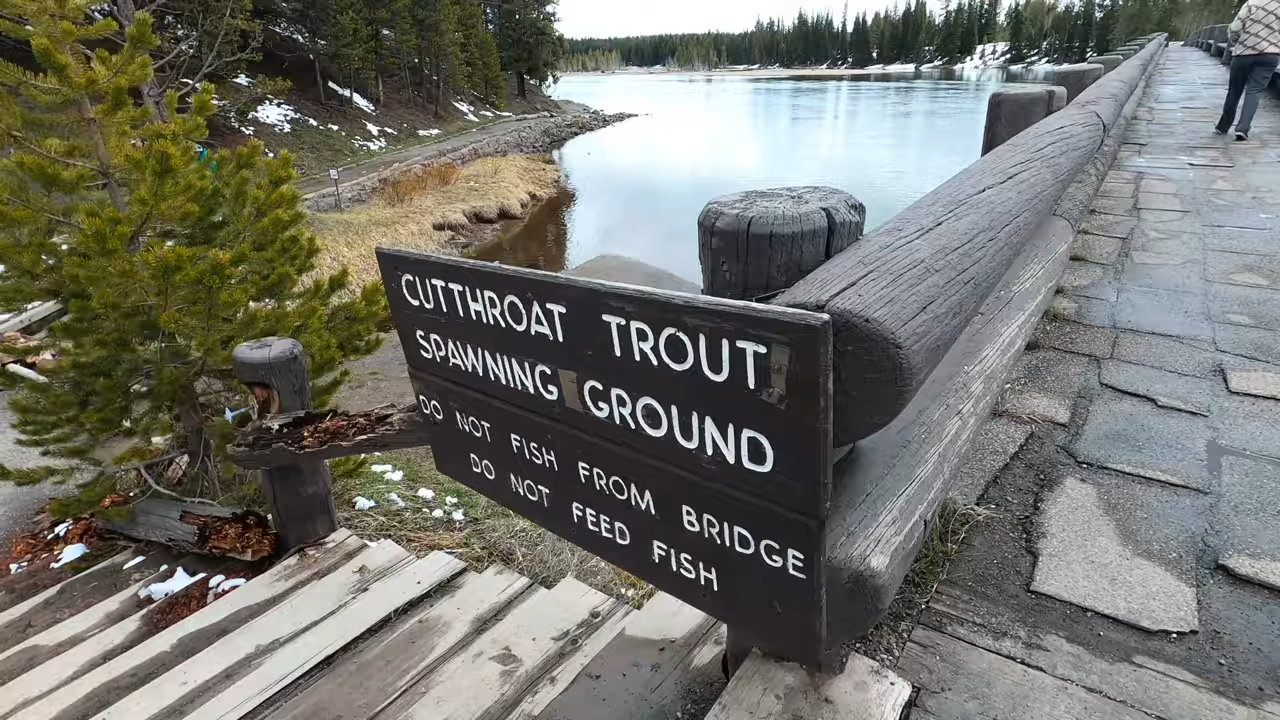 CUTTHROAT TROUT
SPAWNING GROUND
DO NOT FISH FROM BRIDGE
DO NOT FEED FISH